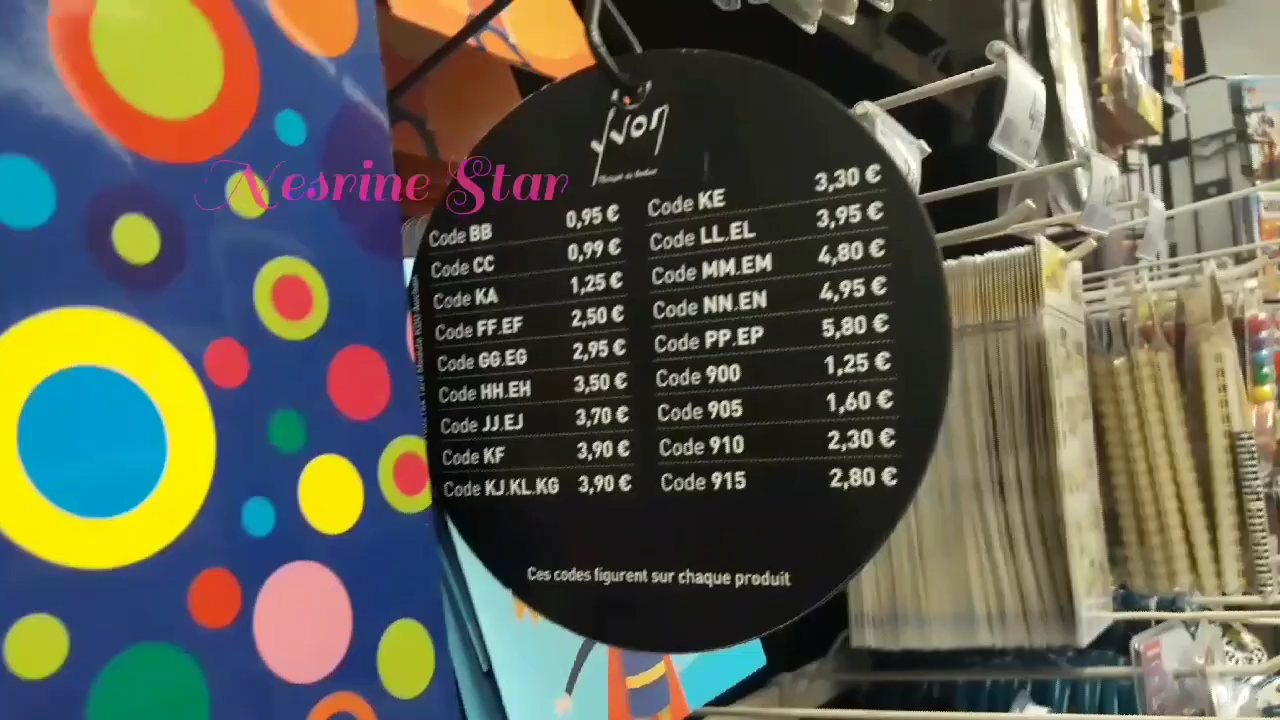 yvon
Nesrine Star
Code BB 0,95 €
Code CC 0,99 €
Code KA 1,25 €
Code FF.EF 2,50 €
Code GG.EG 2,95 €
Code HH.EH 3,50 €
Code JJ.EJ 3,70 €
Code KF 3,90 €
Code KJ.KL.KG 3,90 €
Code KE 3,30 €
Code LL.EL 3,95 €
Code MM.EM 4,80 €
Code NN.EN 4,95 €
Code PP.EP 5,80 €
Code 900 1,25 €
Code 905 1,60 €
Code 910 2,30 €
Code 915 2,80 €
Ces codes figurent sur chaque produit